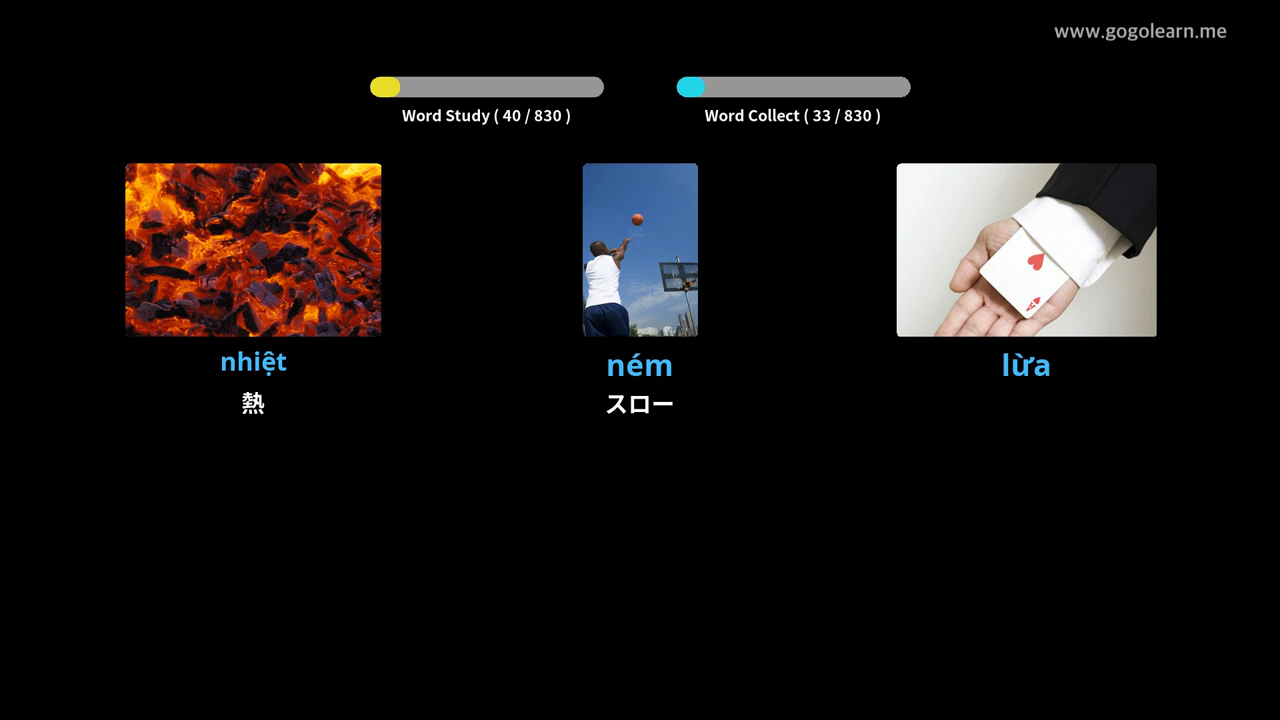 www.gogolearn.me
Word Study ( 40 / 830 )
Word Collect ( 33 / 830 )
nhiệt
熱
ném
スロー
lừa
A